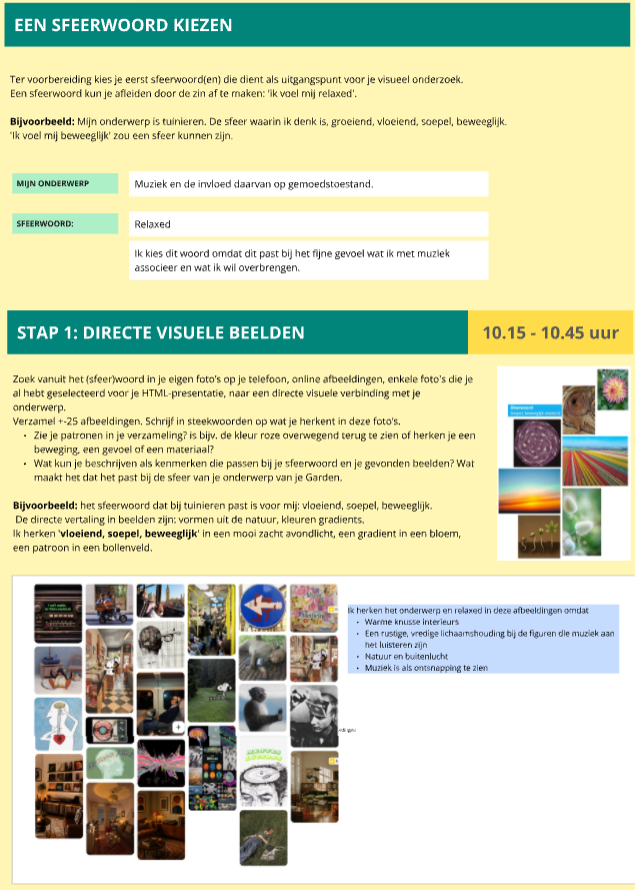 EEN SFEERWOORD KIEZEN
Ter voorbereiding kies je eerst sfeerwoord(en) die dient als uitgangspunt voor je visueel onderzoek.
Een sfeerwoord kun je afleiden door de zin af te maken: 'ik voel mij relaxed'.
Bijvoorbeeld: Mijn onderwerp is tuinieren. De sfeer waarin ik denk is, groeiend, vloeiend, soepel, beweeglijk.
'Ik voel mij beweeglijk' zou een sfeer kunnen zijn.
MIJN ONDERWERP
Muziek en de invloed daarvan op gemoedstoestand.
SFEERWOORD:
Relaxed
Ik kies dit woord omdat dit past bij het fijne gevoel wat ik met muziek
associeer en wat ik wil overbrengen.
STAP 1: DIRECTE VISUELE BEELDEN
10.15 - 10.45 uur
Zoek vanuit het (sfeer)woord in je eigen foto's op je telefoon, online afbeeldingen, enkele foto's die je
al hebt geselecteerd voor je HTML-presentatie, naar een directe visuele verbinding met je
onderwerp.
Verzamel +-25 afbeeldingen. Schrijf in steekwoorden op wat je herkent in deze foto's.
• Zie je patronen in je verzameling? is bijv. de kleur roze overwegend terug te zien of herken je een
beweging, een gevoel of een materiaal?
• Wat kun je beschrijven als kenmerken die passen bij je sfeerwoord en je gevonden beelden? Wat
maakt het dat het past bij de sfeer van je onderwerp van je Garden.
Bijvoorbeeld: het sfeerwoord dat bij tuinieren past is voor mij: vloeiend, soepel, beweeglijk.
De directe vertaling in beelden zijn: vormen uit de natuur, kleuren gradients.
Ik herken 'vloeiend, soepel, beweeglijk' in een mooi zacht avondlicht, een gradient in een bloem,
een patroon in een bollenveld.
Ik herken het onderwerp en relaxed in deze afbeeldingen omdat
• Warme knusse interieurs
• Een rustige, vredige lichaamshouding bij de figuren die muziek aan
het luisteren zijn
• Natuur en buitenlucht
• Muziek is als ontsnapping te zien